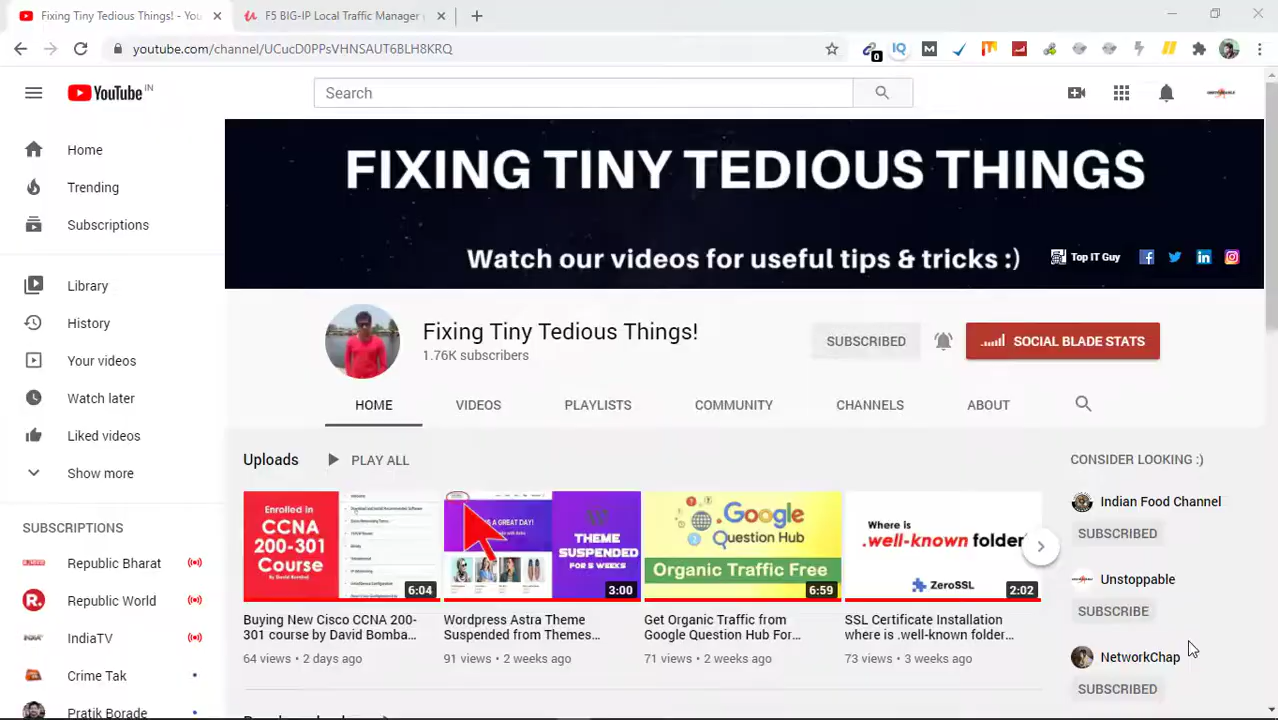 Fixing Tiny Tedious Things! - You
F5 BIG-IP Local Traffic Manager
youtube.com/channel/UCucD0PPsVHNSAUT6BLH8KRQ
0
IQ
M
YouTube IN
Search
Home
Trending
Subscriptions
Library
History
Your videos
Watch later
Liked videos
Show more
SUBSCRIPTIONS
Republic Bharat
Republic World
IndiaTV
Crime Tak
Pratik Borade
FIXING TINY TEDIOUS THINGS
Watch our videos for useful tips & tricks :)
Top IT Guy
Fixing Tiny Tedious Things!
1.76K subscribers
SUBSCRIBED
SOCIAL BLADE STATS
HOME
VIDEOS
PLAYLISTS
COMMUNITY
CHANNELS
ABOUT
Uploads
PLAY ALL
Enrolled in
CCNA
200-301
Course
by David Bombal
6:04
Buying New Cisco CCNA 200-
301 course by David Bomba...
64 views • 2 days ago
A GREAT DAY!
THEME
SUSPENDED
FOR 5 WEEKS
3:00
Wordpress Astra Theme
Suspended from Themes...
91 views • 2 weeks ago
Google
Question Hub
Organic Traffic Free
6:59
Get Organic Traffic from
Google Question Hub For...
71 views • 2 weeks ago
Where is
.well-known folder
ZeroSSL
2:02
SSL Certificate Installation
where is .well-known folder...
73 views • 3 weeks ago
CONSIDER LOOKING :)
Indian Food Channel
SUBSCRIBED
Unstoppable
SUBSCRIBE
NetworkChap
SUBSCRIBED